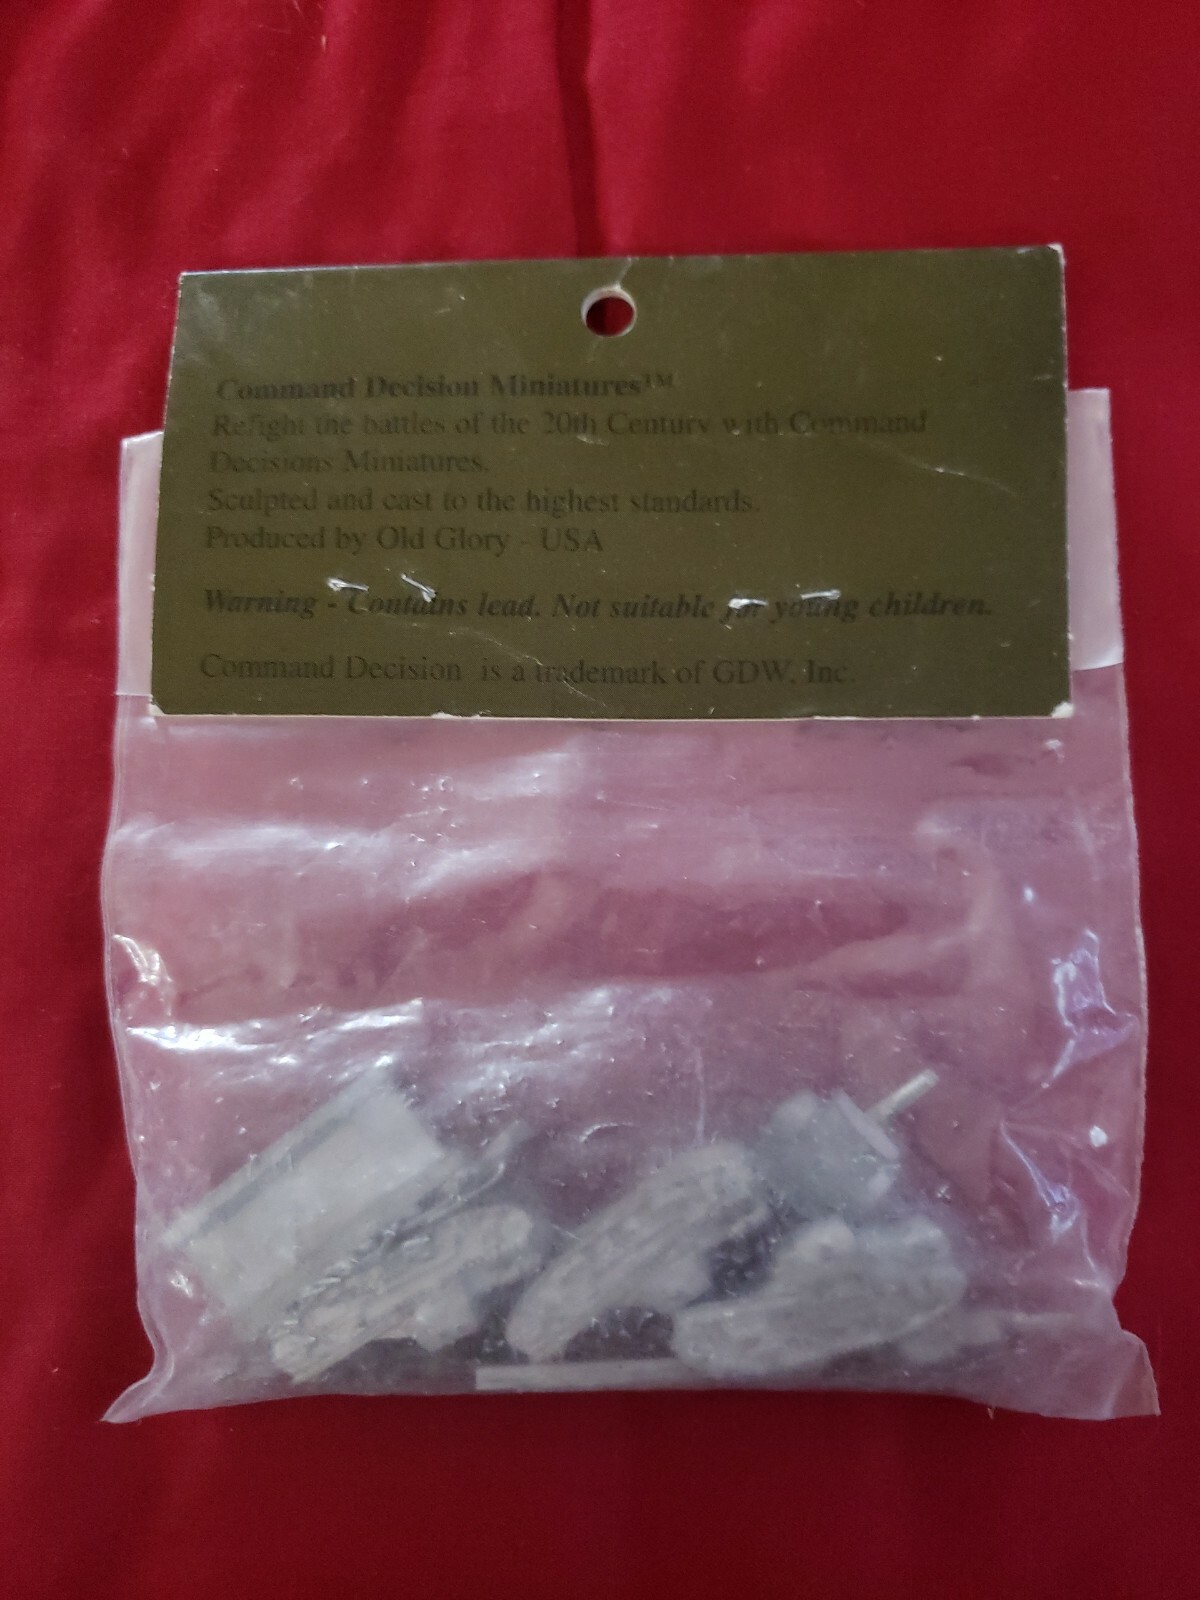 Command Decision Miniatures™
Refight the battles of the 20th Century with Command
Decisions Miniatures.
Sculpted and cast to the highest standards.
Produced by Old Glory - USA
Warning - Contains lead. Not suitable for young children.
Command Decision is a trademark of GDW, Inc.